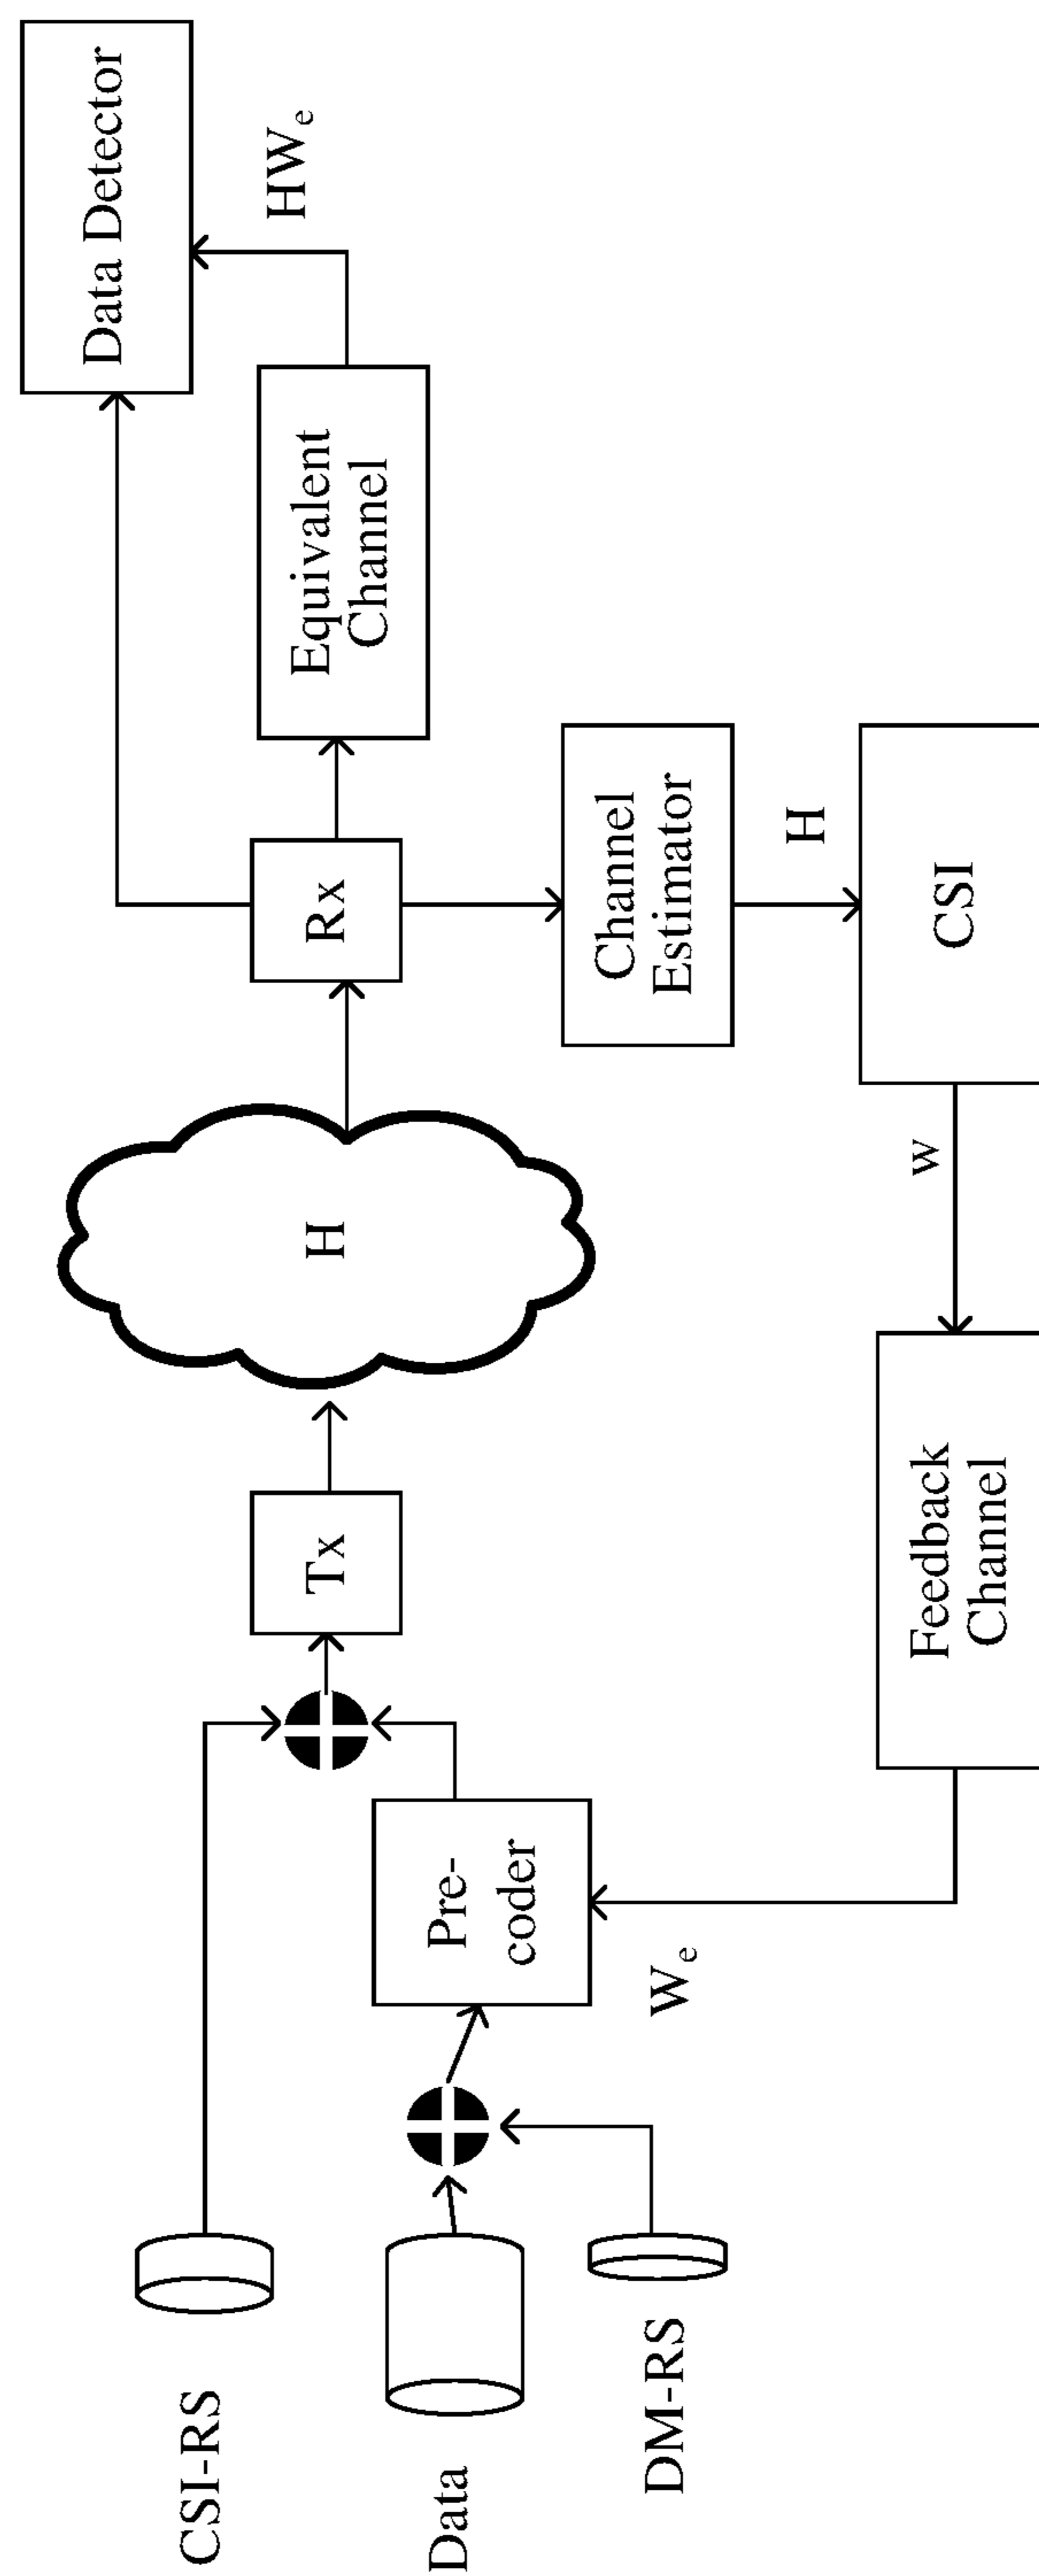 CSI-RS
Data
DM-RS
Pre-
coder
We
Tx
H
Rx
Equivalent
Channel
Data Detector
HWe
Channel
Estimator
H
CSI
w
Feedback
Channel